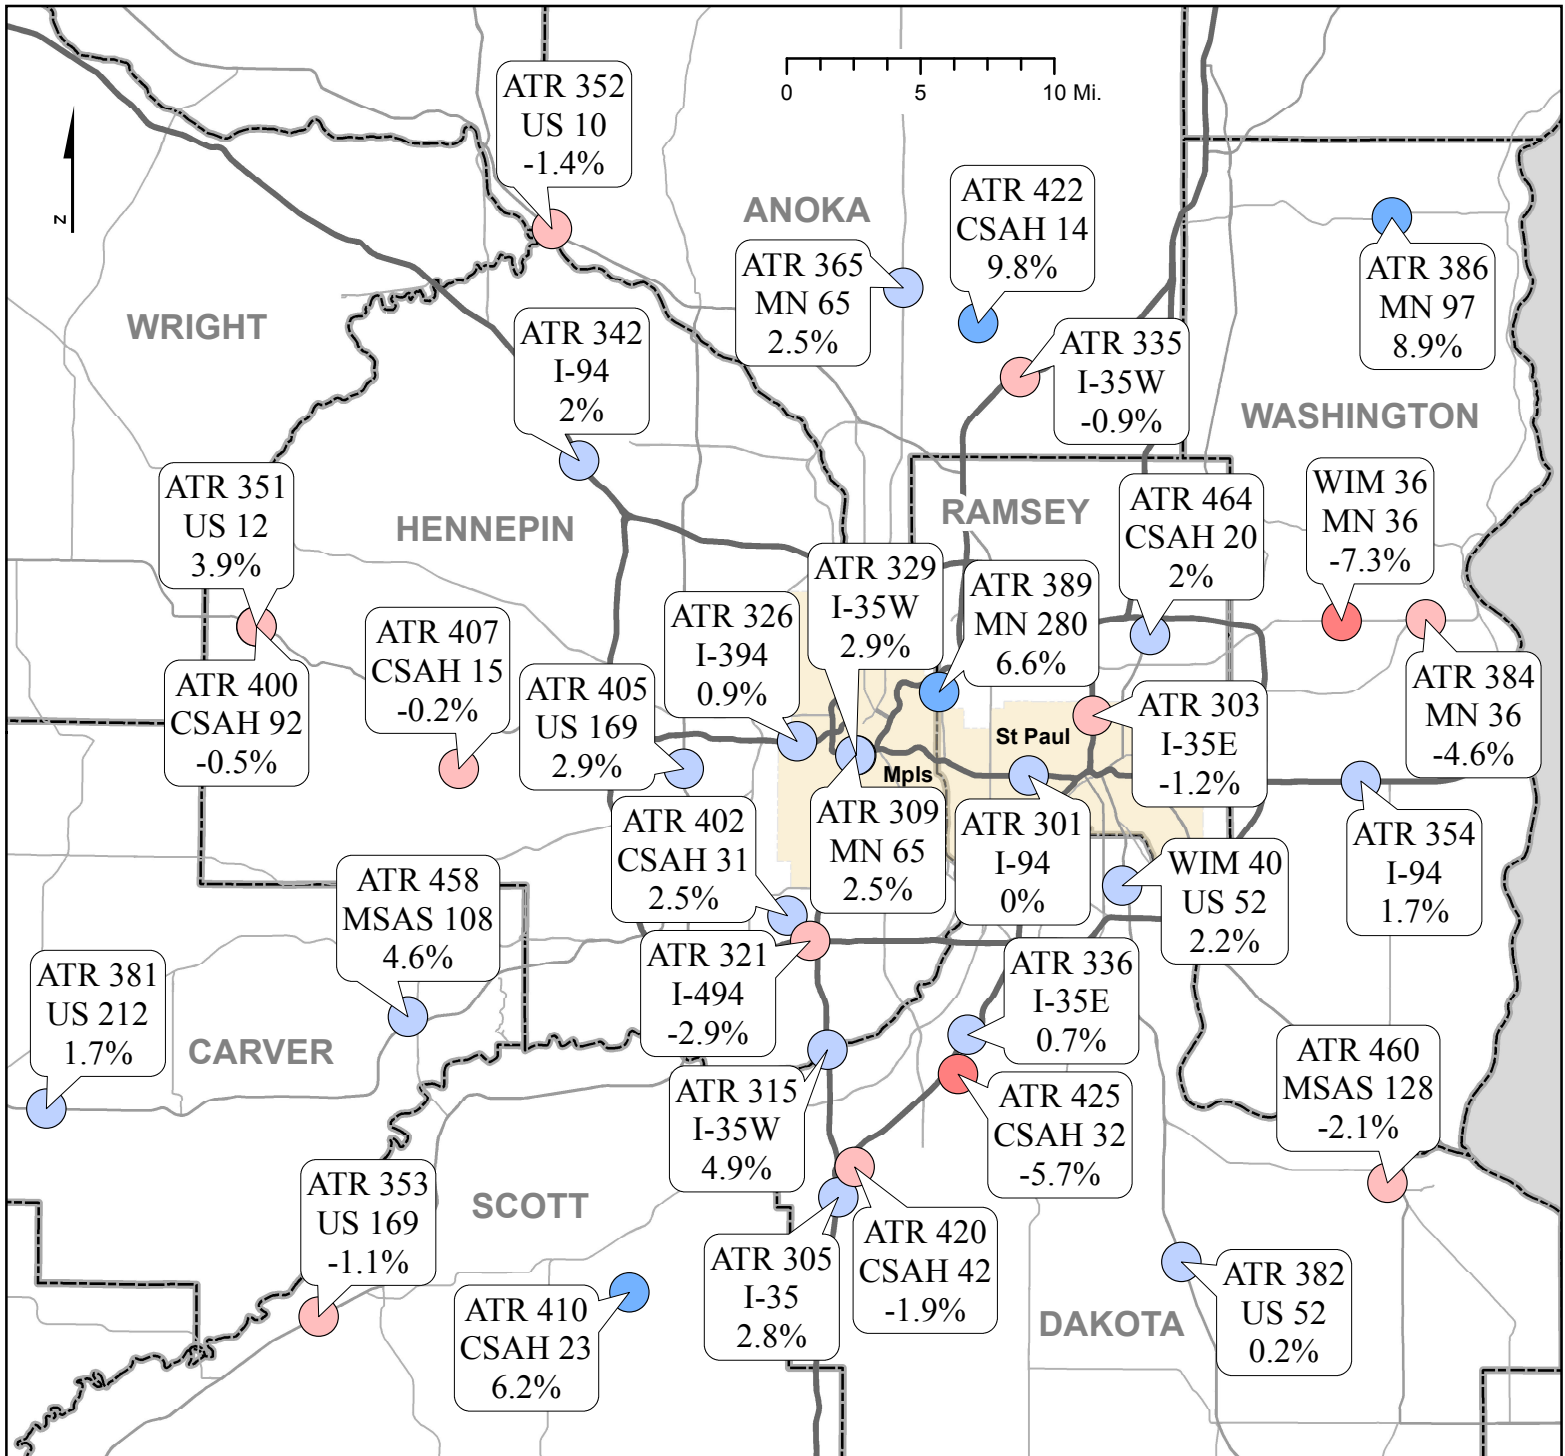 ATR 352
US 10
-1.4%
0
5
10 Mi.
z
ANOKA
ATR 422
CSAH 14
9.8%
ATR 365
MN 65
2.5%
ATR 386
MN 97
8.9%
WRIGHT
ATR 342
I-94
2%
ATR 335
I-35W
-0.9%
WASHINGTON
ATR 351
US 12
3.9%
HENNEPIN
RAMSEY
ATR 464
CSAH 20
2%
WIM 36
MN 36
-7.3%
ATR 329
I-35W
2.9%
ATR 389
MN 280
6.6%
ATR 326
I-394
0.9%
ATR 407
CSAH 15
-0.2%
ATR 400
CSAH 92
-0.5%
ATR 405
US 169
2.9%
ATR 384
MN 36
-4.6%
ATR 303
I-35E
-1.2%
St Paul
Mpls
ATR 402
CSAH 31
2.5%
ATR 309
MN 65
2.5%
ATR 301
I-94
0%
ATR 354
I-94
1.7%
WIM 40
US 52
2.2%
ATR 458
MSAS 108
4.6%
ATR 381
US 212
1.7%
ATR 321
I-494
-2.9%
ATR 336
I-35E
0.7%
CARVER
ATR 460
MSAS 128
-2.1%
ATR 315
I-35W
4.9%
ATR 425
CSAH 32
-5.7%
ATR 353
US 169
-1.1%
SCOTT
ATR 305
I-35
2.8%
ATR 420
CSAH 42
-1.9%
ATR 382
US 52
0.2%
ATR 410
CSAH 23
6.2%
DAKOTA